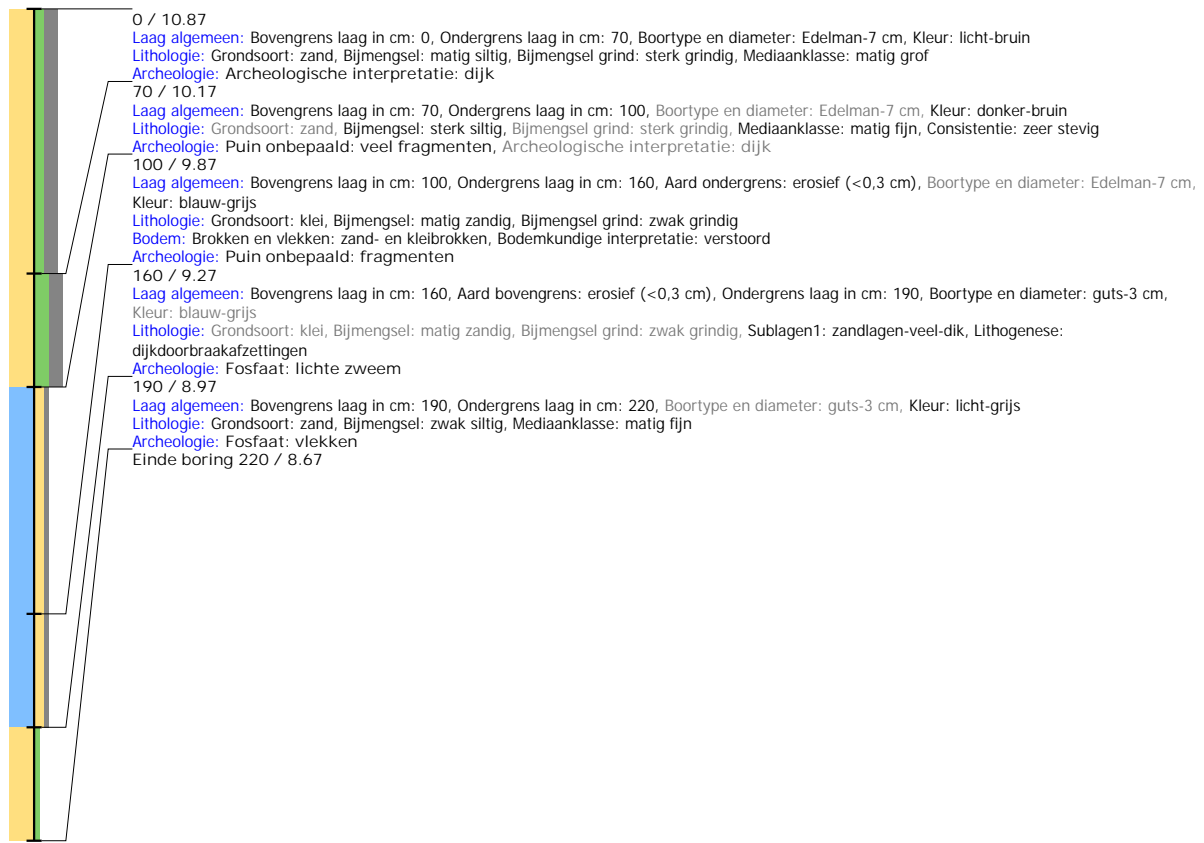 0 / 10.87
Laag algemeen: Bovengrens laag in cm: 0, Ondergrens laag in cm: 70, Boortype en diameter: Edelman-7 cm, Kleur: licht-bruin
Lithologie: Grondsoort: zand, Bijmengsel: matig siltig, Bijmengsel grind: sterk grindig, Mediaanklasse: matig grof
Archeologie: Archeologische interpretatie: dijk
70 / 10.17
Laag algemeen: Bovengrens laag in cm: 70, Ondergrens laag in cm: 100, Boortype en diameter: Edelman-7 cm, Kleur: donker-bruin
Lithologie: Grondsoort: zand, Bijmengsel: sterk siltig, Bijmengsel grind: sterk grindig, Mediaanklasse: matig fijn, Consistentie: zeer stevig
Archeologie: Puin onbepaald: veel fragmenten, Archeologische interpretatie: dijk
100 / 9.87
Laag algemeen: Bovengrens laag in cm: 100, Ondergrens laag in cm: 160, Aard ondergrens: erosief (<0,3 cm), Boortype en diameter: Edelman-7 cm,
Kleur: blauw-grijs
Lithologie: Grondsoort: klei, Bijmengsel: matig zandig, Bijmengsel grind: zwak grindig
Bodem: Brokken en vlekken: zand- en kleibrokken, Bodemkundige interpretatie: verstoord
Archeologie: Puin onbepaald: fragmenten
160 / 9.27
Laag algemeen: Bovengrens laag in cm: 160, Aard bovengrens: erosief (<0,3 cm), Ondergrens laag in cm: 190, Boortype en diameter: guts-3 cm,
Kleur: blauw-grijs
Lithologie: Grondsoort: klei, Bijmengsel: matig zandig, Bijmengsel grind: zwak grindig, Sublagen1: zandlagen-veel-dik, Lithogenese:
dijkdoorbraakafzettingen
Archeologie: Fosfaat: lichte zweem
190 / 8.97
Laag algemeen: Bovengrens laag in cm: 190, Ondergrens laag in cm: 220, Boortype en diameter: guts-3 cm, Kleur: licht-grijs
Lithologie: Grondsoort: zand, Bijmengsel: zwak siltig, Mediaanklasse: matig fijn
Archeologie: Fosfaat: vlekken
Einde boring 220 / 8.67